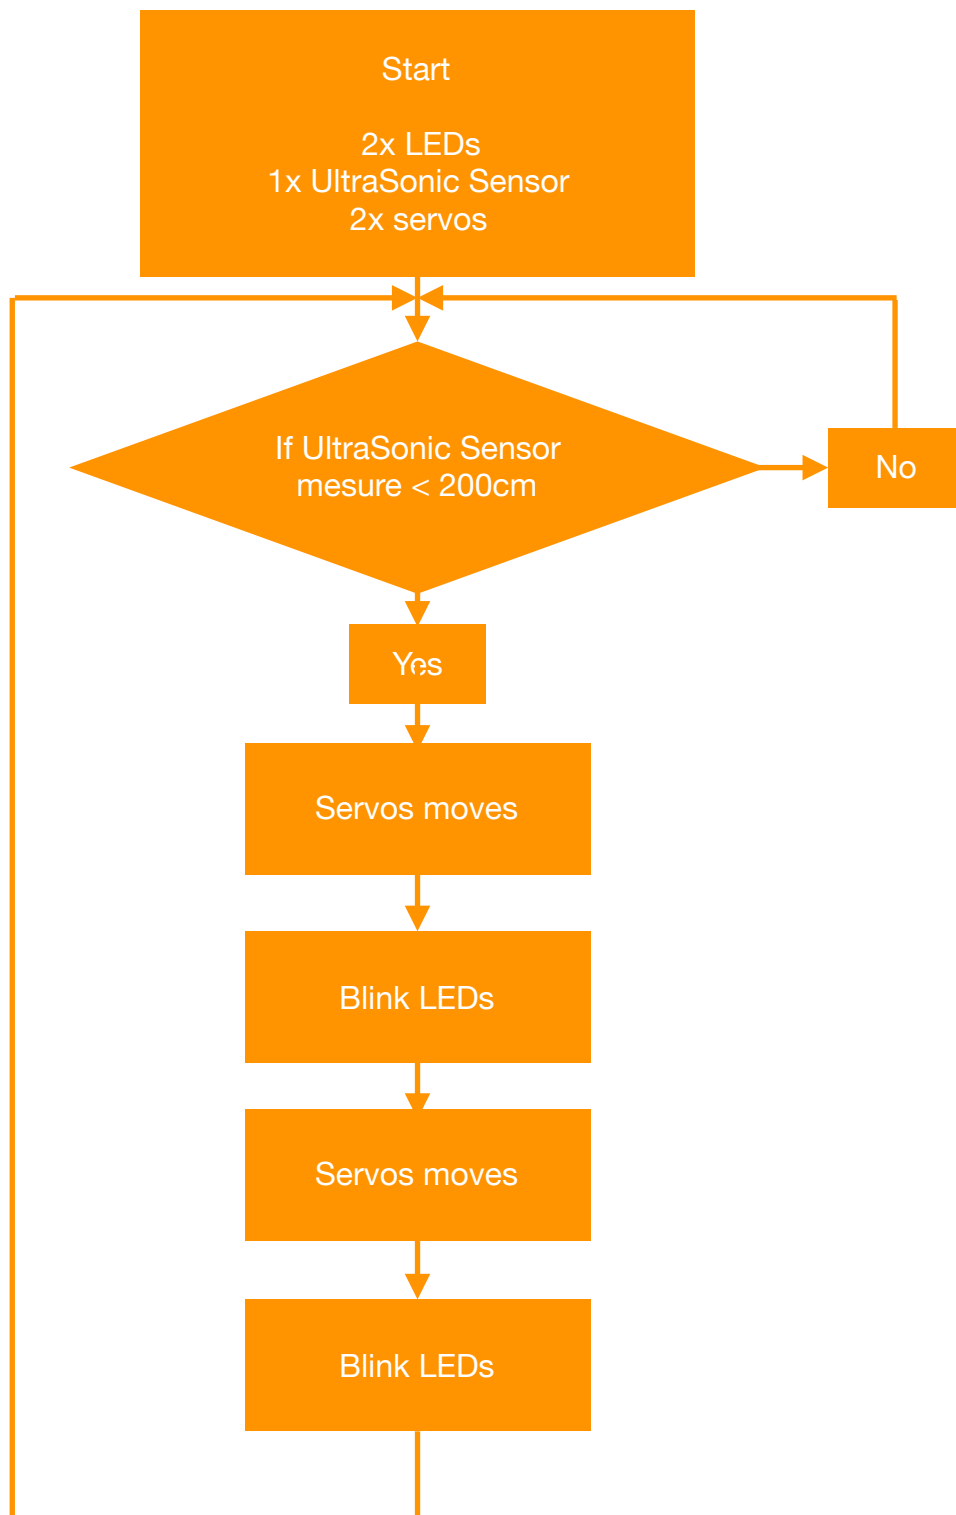 Start
2x LEDs
1x UltraSonic Sensor
2x servos
If UltraSonic Sensor
mesure < 200cm
No
Yes
Servos moves
Blink LEDs
Servos moves
Blink LEDs